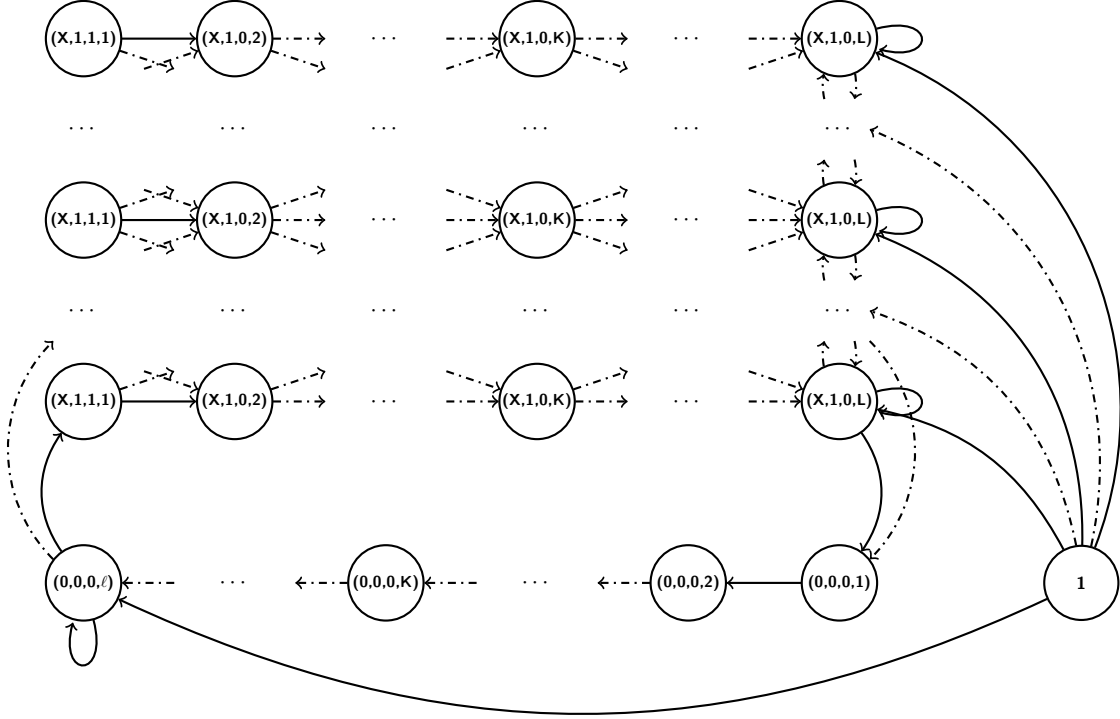 (X,1,1,1) (X,1,0,2) ... (X,1,0,K) ... (X,1,0,L)
... ... ... ... ... ...
(X,1,1,1) (X,1,0,2) ... (X,1,0,K) ... (X,1,0,L)
... ... ... ... ... ...
(X,1,1,1) (X,1,0,2) ... (X,1,0,K) ... (X,1,0,L)
(0,0,0,ℓ) ... (0,0,0,K) ... (0,0,0,2) (0,0,0,1) 1